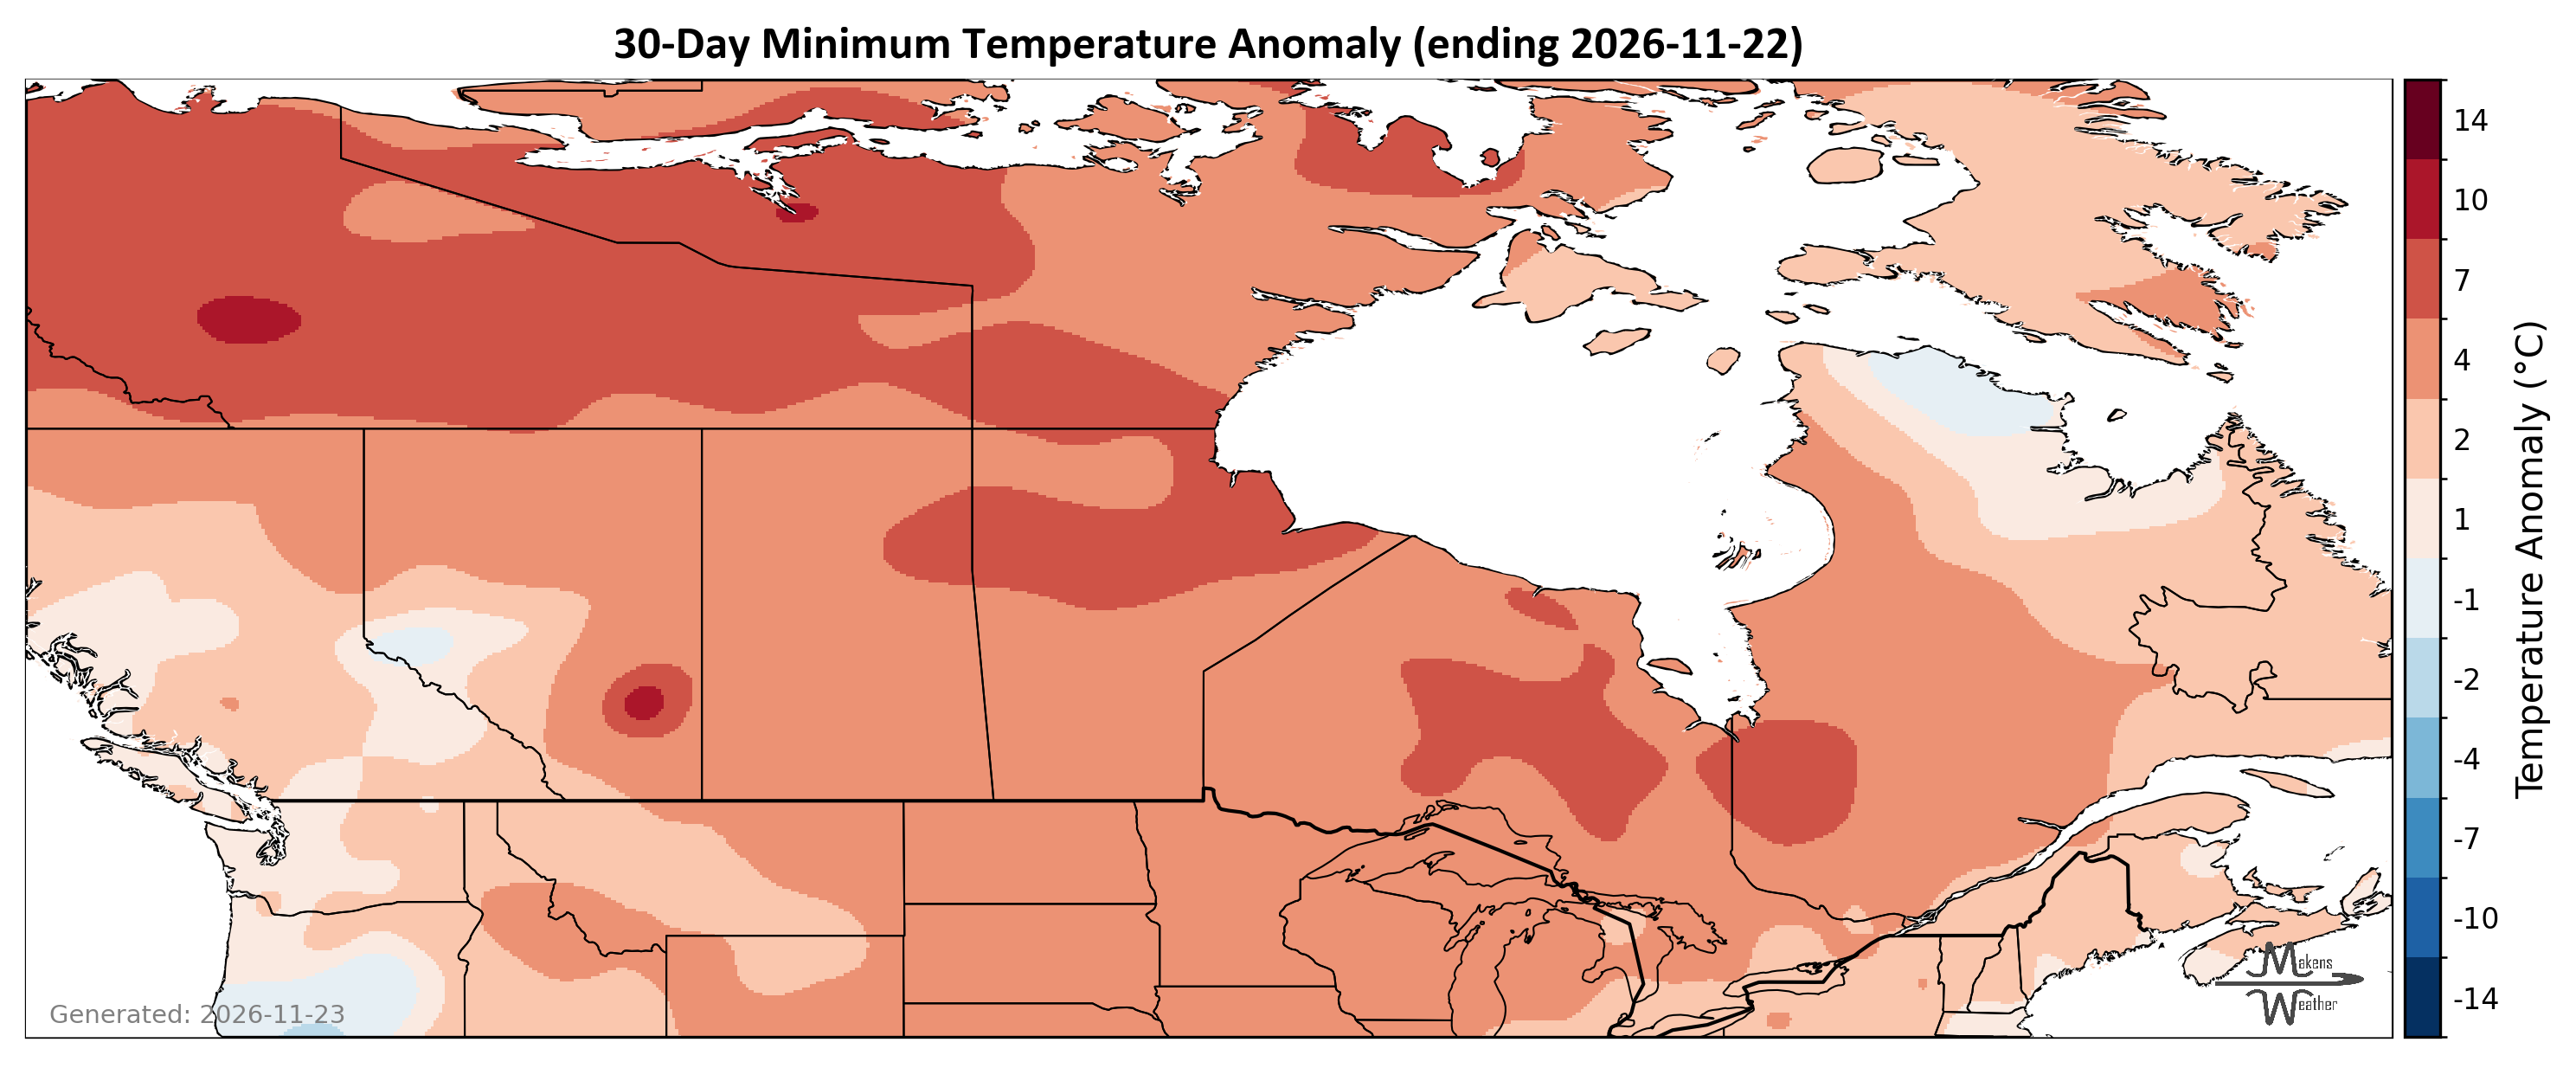 30-Day Minimum Temperature Anomaly (ending 2026-11-22)
14
10
7
4
2
1
-1
-2
-4
-7
-10
-14
Temperature Anomaly (°C)
Makens
Weather
Generated: 2026-11-23